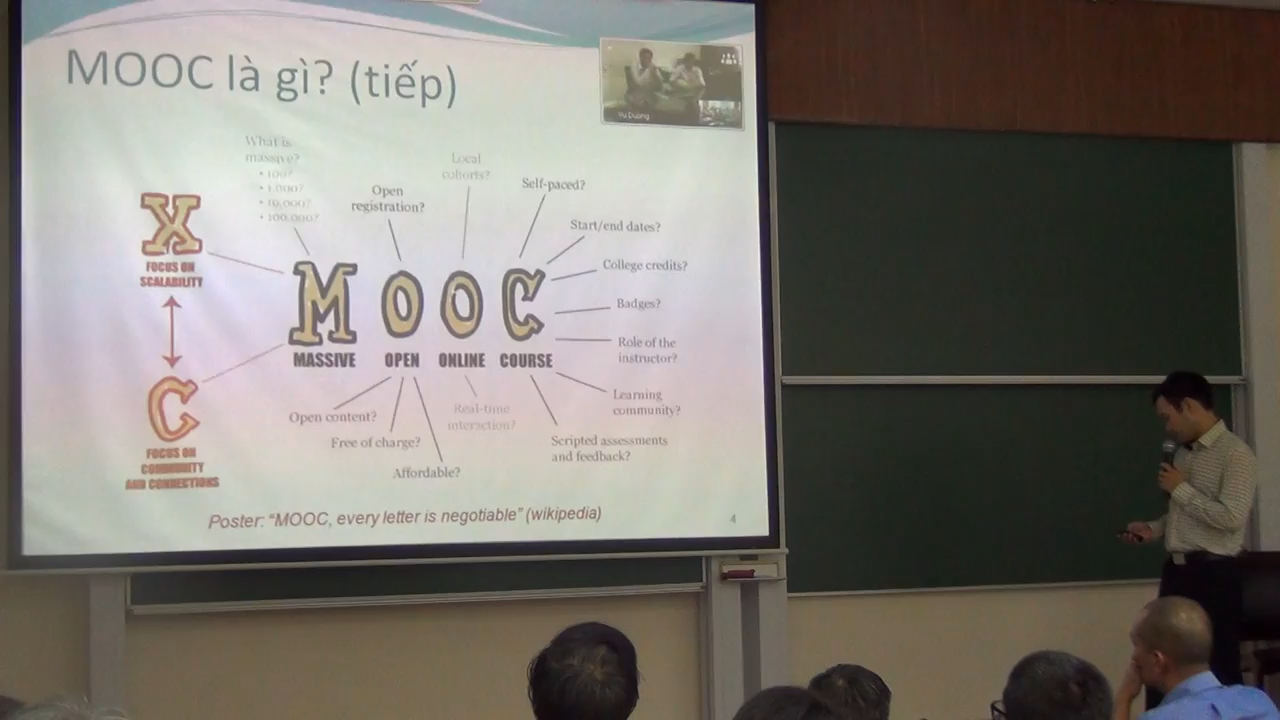 MOOC là gì? (tiếp)
Vu Duong
What is
massive?
• 100?
• 1,000?
• 10,000?
• 100,000?
Open
registration?
Local
cohorts?
Self-paced?
Start/end dates?
College credits?
Badges?
Role of the
instructor?
Learning
community?
Scripted assessments
and feedback?
X
FOCUS ON
SCALABILITY
MOOC
MASSIVE OPEN ONLINE COURSE
C
FOCUS ON
COMMUNITY
AND CONNECTIONS
Open content?
Free of charge?
Affordable?
Real-time
interaction?
Poster: “MOOC, every letter is negotiable” (wikipedia)
4